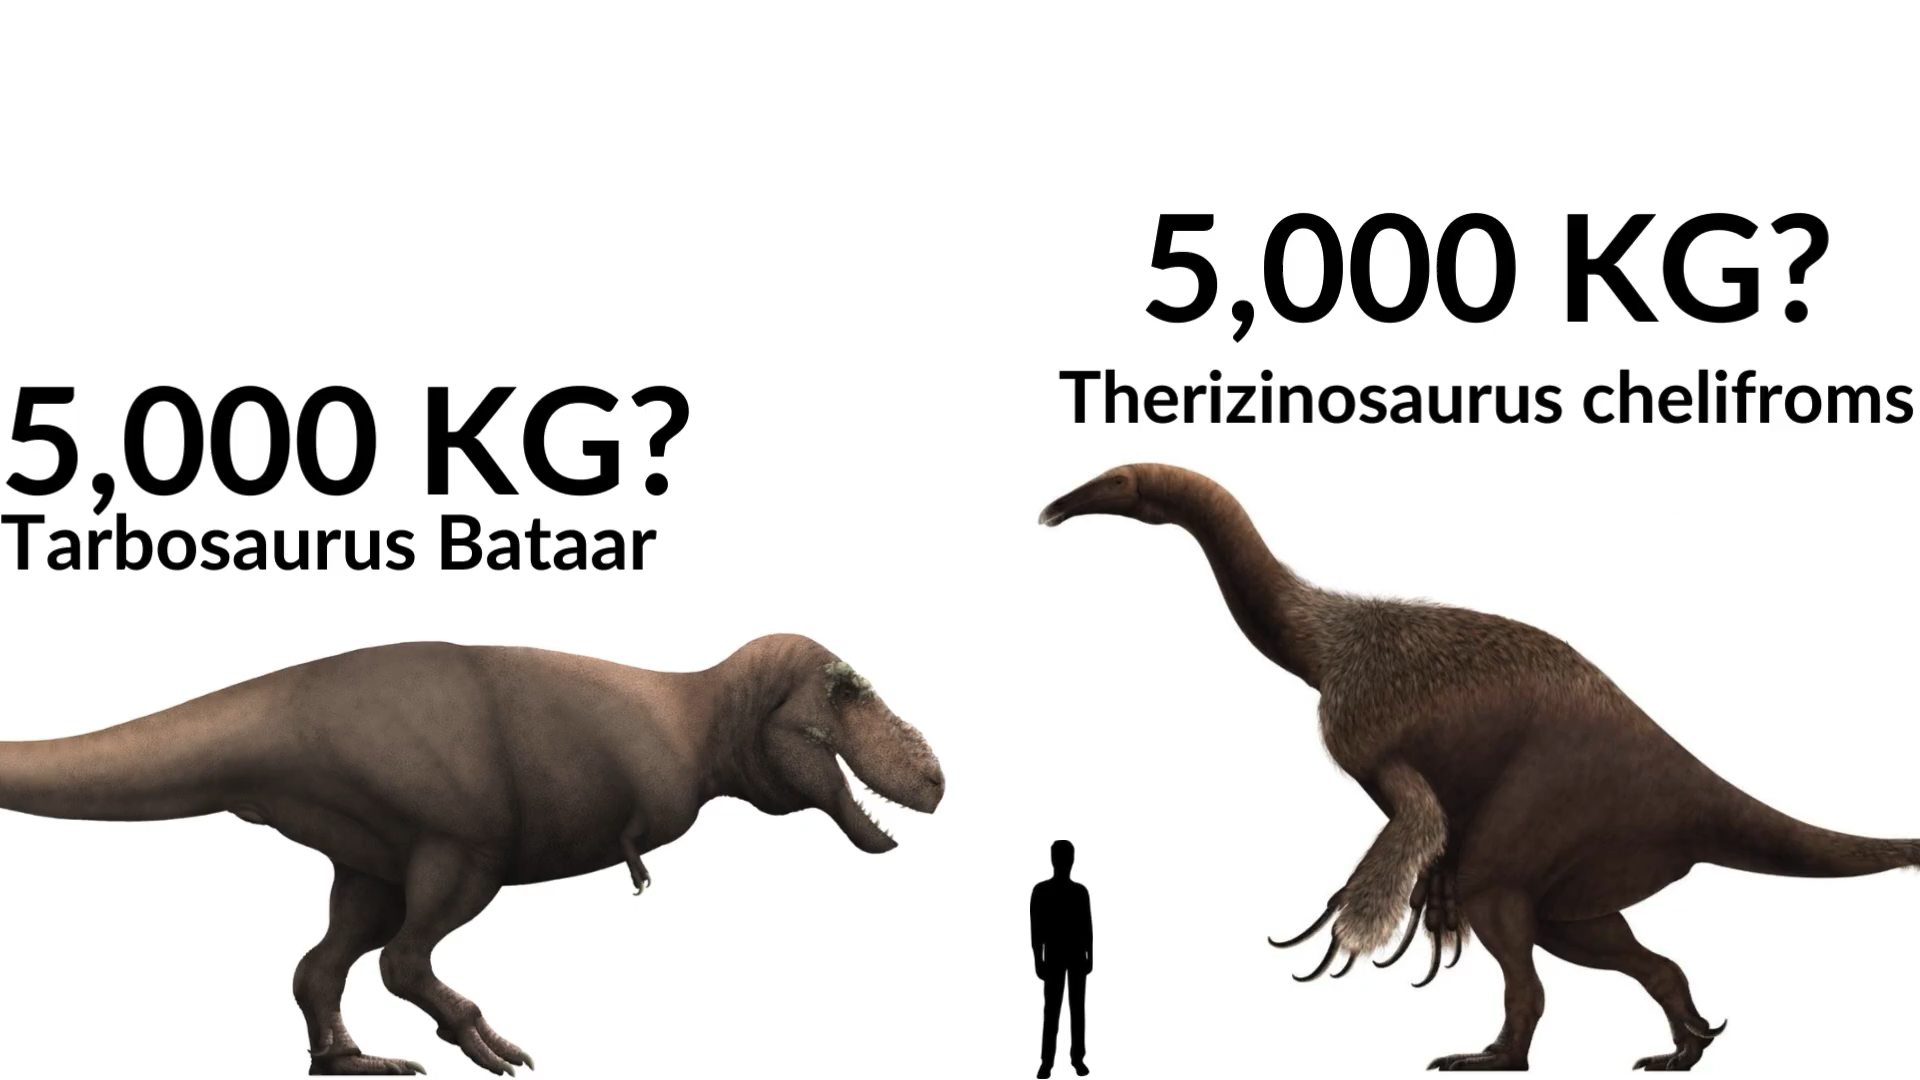 5,000 KG?
Tarbosaurus Bataar
5,000 KG?
Therizinosaurus chelifroms